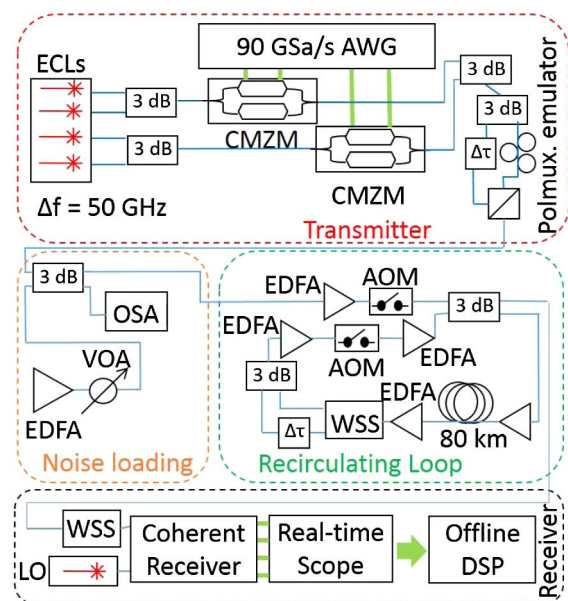 ECLs
90 GSa/s AWG
3 dB
CMZM
3 dB
CMZM
Δf = 50 GHz
3 dB
3 dB
Δτ
Polmux. emulator
Transmitter
3 dB
OSA
VOA
EDFA
Noise loading
EDFA
AOM
3 dB
EDFA
AOM
EDFA
3 dB
Δτ
WSS
EDFA
80 km
Recirculating Loop
WSS
LO
Coherent
Receiver
Real-time
Scope
Offline
DSP
Receiver